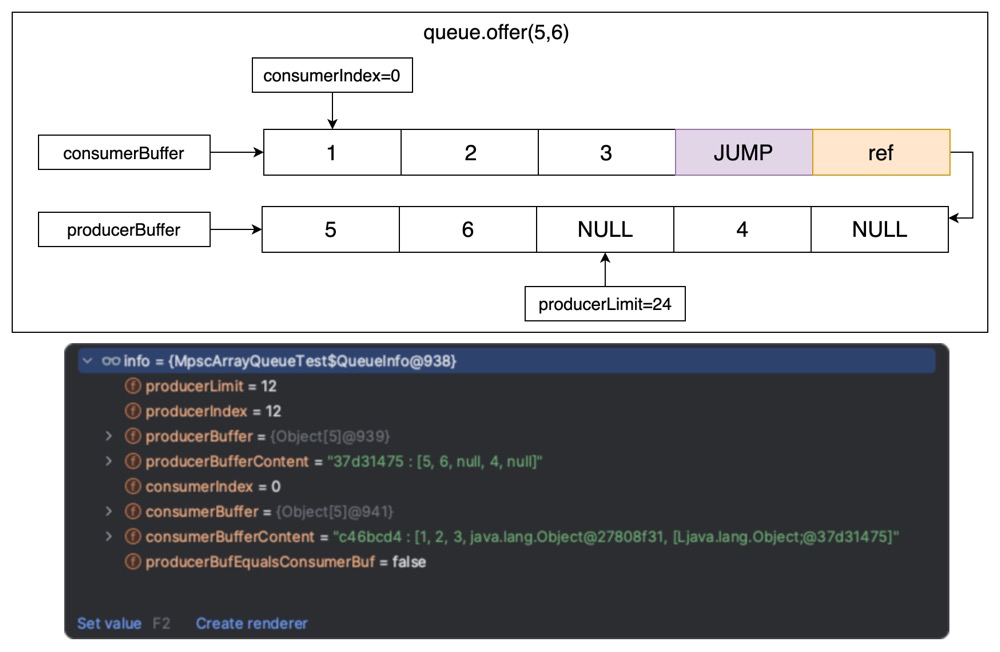 queue.offer(5,6)
consumerIndex=0
consumerBuffer
1 2 3 JUMP ref
producerBuffer
5 6 NULL 4 NULL
producerLimit=24
info = {MpscArrayQueueTest$QueueInfo@938}
producerLimit = 12
producerIndex = 12
producerBuffer = {Object[5]@939}
producerBufferContent = "37d31475 : [5, 6, null, 4, null]"
consumerIndex = 0
consumerBuffer = {Object[5]@941}
consumerBufferContent = "c46bcd4 : [1, 2, 3, java.lang.Object@27808f31, [Ljava.lang.Object;@37d31475]"
producerBufEqualsConsumerBuf = false
Set value F2 Create renderer